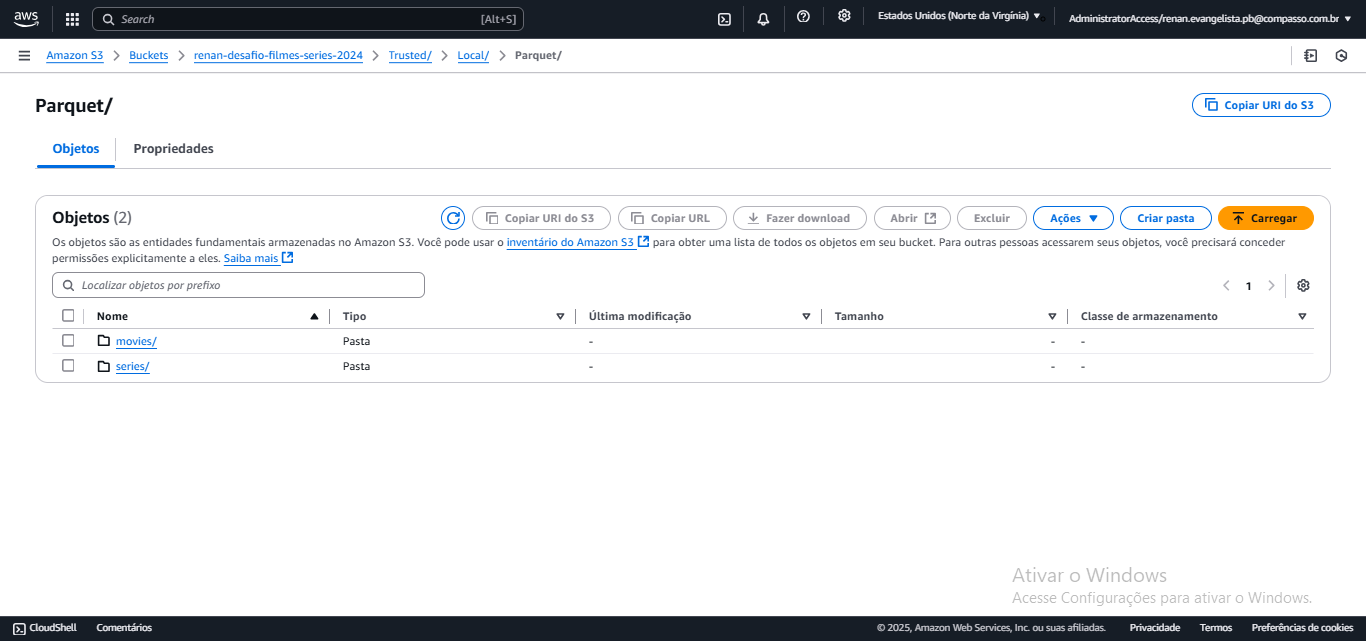 aws Search [Alt+S] Estados Unidos (Norte da Virgínia) AdministratorAccess/renan.evangelista.pb@compasso.com.br
Amazon S3 > Buckets > renan-desafio-filmes-series-2024 > Trusted/ > Local/ > Parquet/
Parquet/ Copiar URI do S3
Objetos Propriedades
Objetos (2) Copiar URI do S3 Copiar URL Fazer download Abrir Excluir Ações Criar pasta Carregar
Os objetos são as entidades fundamentais armazenadas no Amazon S3. Você pode usar o inventário do Amazon S3 para obter uma lista de todos os objetos em seu bucket. Para outras pessoas acessarem seus objetos, você precisará conceder
permissões explicitamente a eles. Saiba mais
Localizar objetos por prefixo 1
Nome Tipo Última modificação Tamanho Classe de armazenamento
movies/ Pasta - - -
series/ Pasta - - -
Ativar o Windows
Acesse Configurações para ativar o Windows.
CloudShell Comentários © 2025, Amazon Web Services, Inc. ou suas afiliadas. Privacidade Termos Preferências de cookies